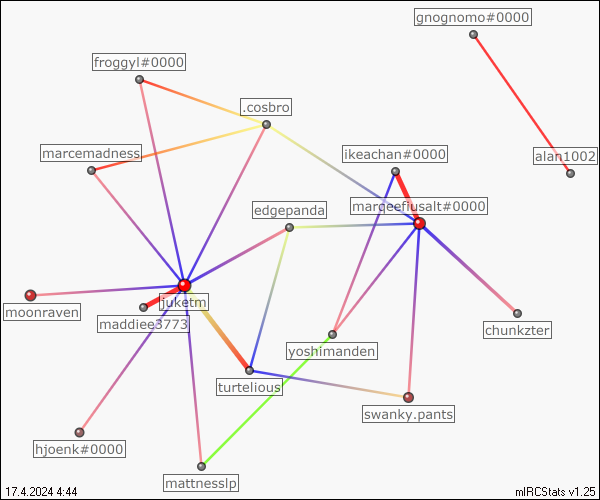 gnognomo#0000
froggyl#0000
.cosbro
marcemadness
ikeachan#0000
alan1002
edgepanda
marqeefiusalt#0000
juketm
moonraven
maddiee3773
chunkzter
yoshimanden
turtelious
swanky.pants
hjoenk#0000
mattnesslp
17.4.2024 4:44
mIRCStats v1.25